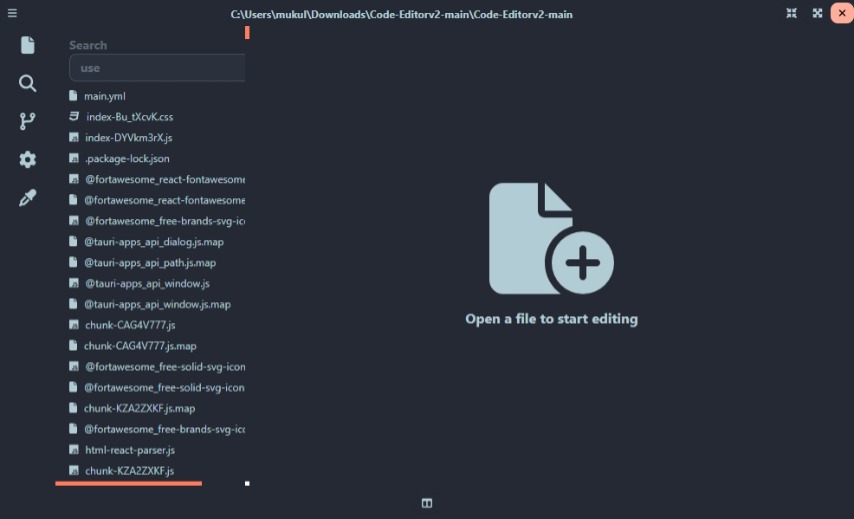 C:\Users\mukul\Downloads\Code-Editorv2-main\Code-Editorv2-main
Search
use
main.yml
index-Bu_tXcvK.css
index-DYVkm3rX.js
.package-lock.json
@fortawesome_react-fontawesome
@fortawesome_react-fontawesome
@fortawesome_free-brands-svg-ic
@tauri-apps_api_dialog.js.map
@tauri-apps_api_path.js.map
@tauri-apps_api_window.js
@tauri-apps_api_window.js.map
chunk-CAG4V777.js
chunk-CAG4V777.js.map
@fortawesome_free-solid-svg-icon
@fortawesome_free-solid-svg-icon
chunk-KZA2ZXKF.js.map
@fortawesome_free-brands-svg-ic
html-react-parser.js
chunk-KZA2ZXKF.js
Open a file to start editing